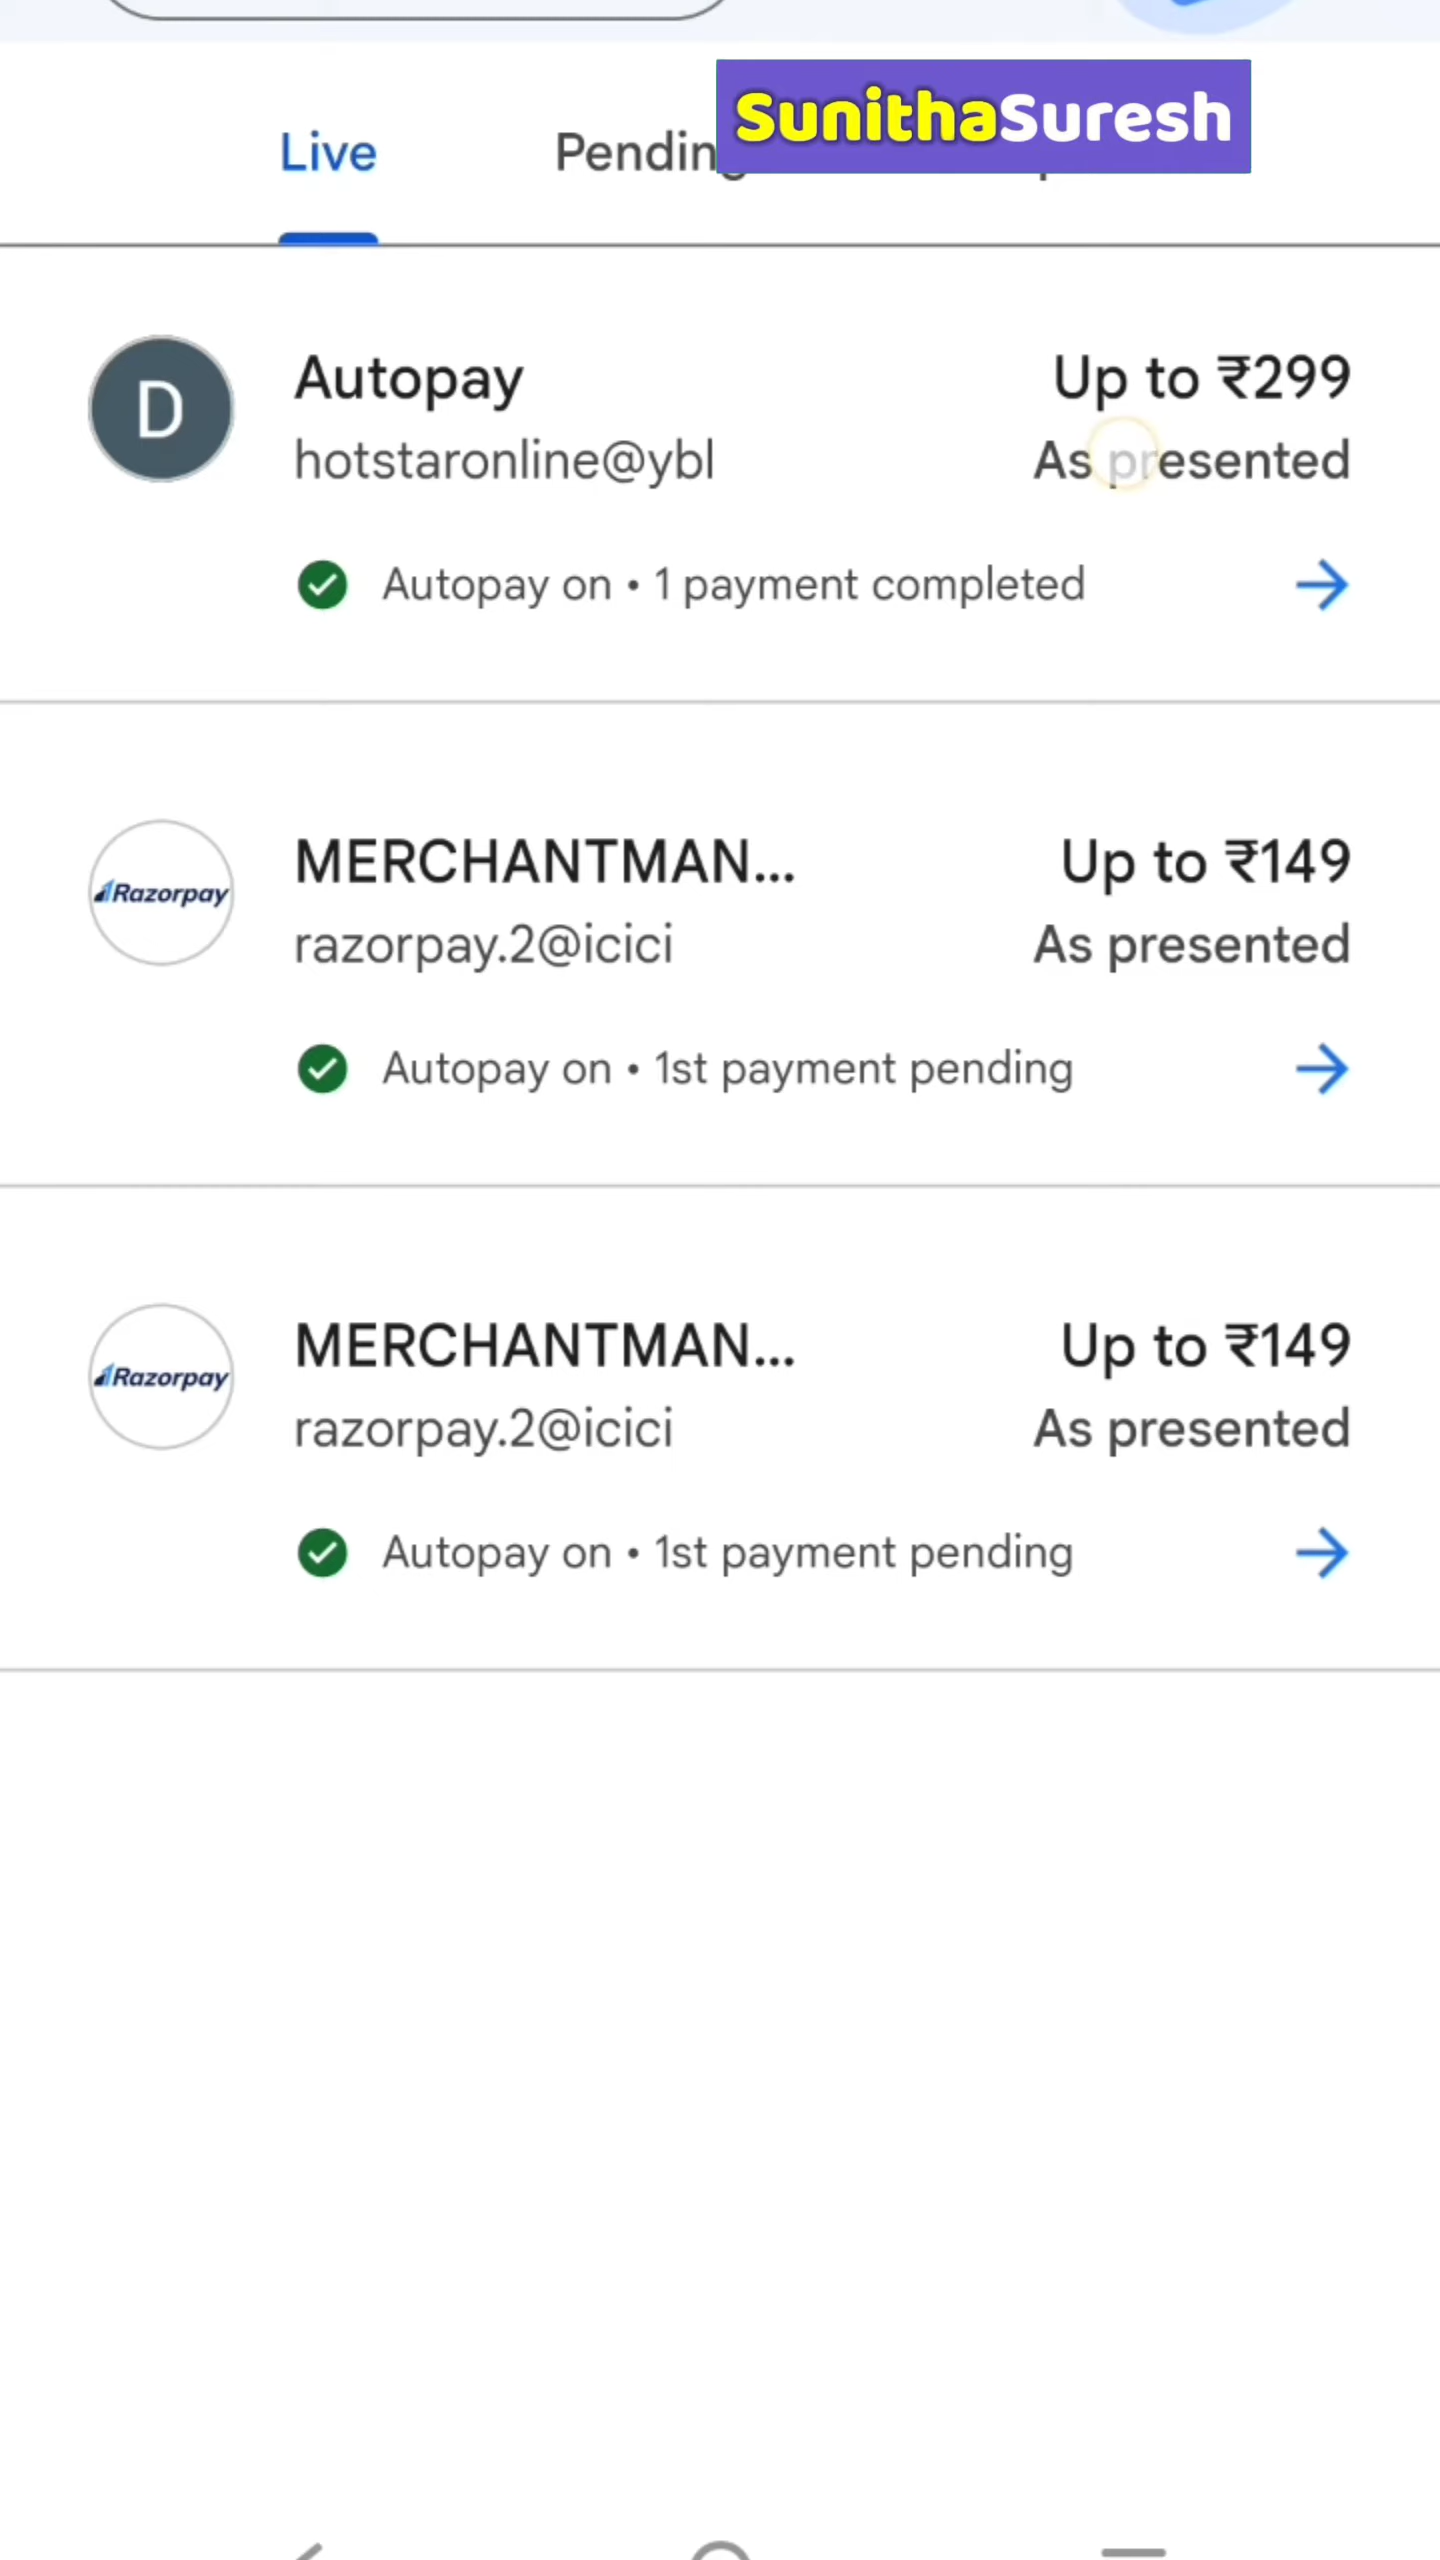 SunithaSuresh
Live
Autopay
Up to ₹299
hotstaronline@ybl
As presented
D
Autopay on • 1 payment completed
MERCHANTMAN...
Up to ₹149
Razorpay
razorpay.2@icici
As presented
Autopay on • 1st payment pending
MERCHANTMAN...
Up to ₹149
Razorpay
razorpay.2@icici
As presented
Autopay on • 1st payment pending